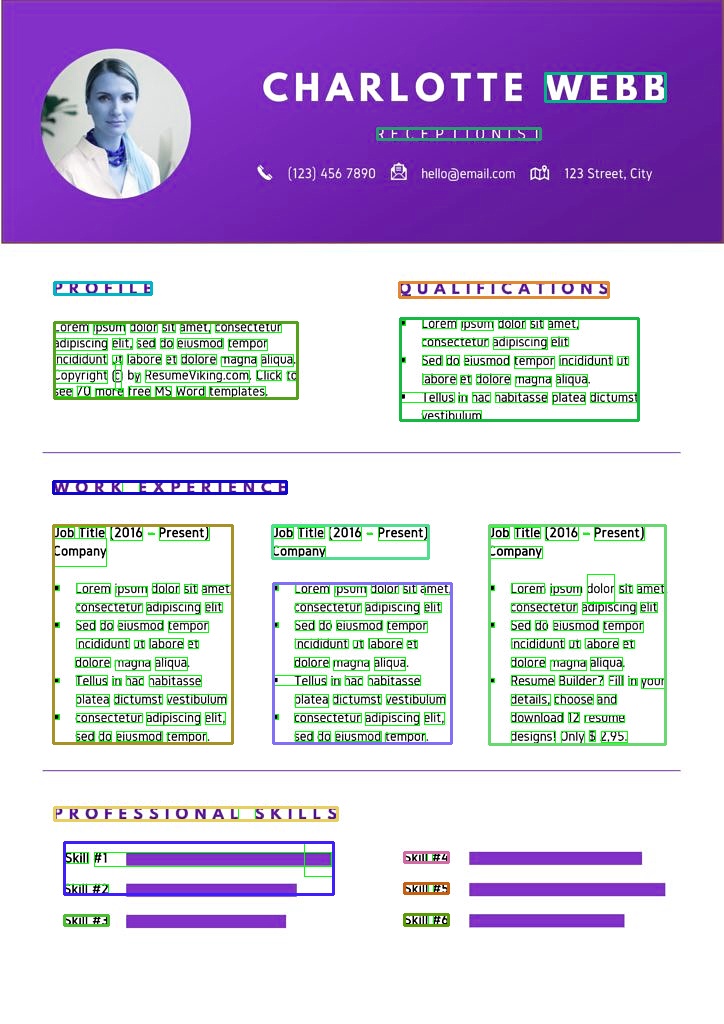 CHARLOTTE WEBB
RECEPTIONIST
(123) 456 7890 hello@email.com 123 Street, City
PROFILE
Lorem ipsum dolor sit amet, consectetur
adipiscing elit, sed do eiusmod tempor
incididunt ut labore et dolore magna aliqua.
Copyright © by ResumeViking.com. Click to
see 70 more free MS Word templates.
QUALIFICATIONS
Lorem ipsum dolor sit amet,
consectetur adipiscing elit
Sed do eiusmod tempor incididunt ut
labore et dolore magna aliqua.
Tellus in hac habitasse platea dictumst
vestibulum
WORK EXPERIENCE
Job Title (2016 – Present)
Company
Lorem ipsum dolor sit amet,
consectetur adipiscing elit
Sed do eiusmod tempor
incididunt ut labore et
dolore magna aliqua.
Tellus in hac habitasse
platea dictumst vestibulum
consectetur adipiscing elit,
sed do eiusmod tempor.
Job Title (2016 – Present)
Company
Lorem ipsum dolor sit amet,
consectetur adipiscing elit
Sed do eiusmod tempor
incididunt ut labore et
dolore magna aliqua.
Tellus in hac habitasse
platea dictumst vestibulum
consectetur adipiscing elit,
sed do eiusmod tempor.
Job Title (2016 – Present)
Company
Lorem ipsum dolor sit amet
consectetur adipiscing elit
Sed do eiusmod tempor
incididunt ut labore et
dolore magna aliqua.
Resume Builder? Fill in your
details, choose and
download 12 resume
designs! Only $ 2,95.
PROFESSIONAL SKILLS
Skill #1
Skill #2
Skill #3
Skill #4
Skill #5
Skill #6